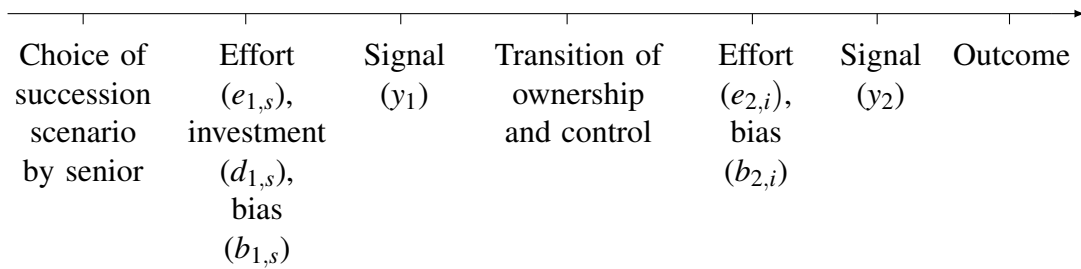 Choice of
succession
scenario
by senior
Effort
(e1,s),
investment
(d1,s),
bias
(b1,s)
Signal
(y1)
Transition of
ownership
and control
Effort
(e2,i),
bias
(b2,i)
Signal
(y2)
Outcome